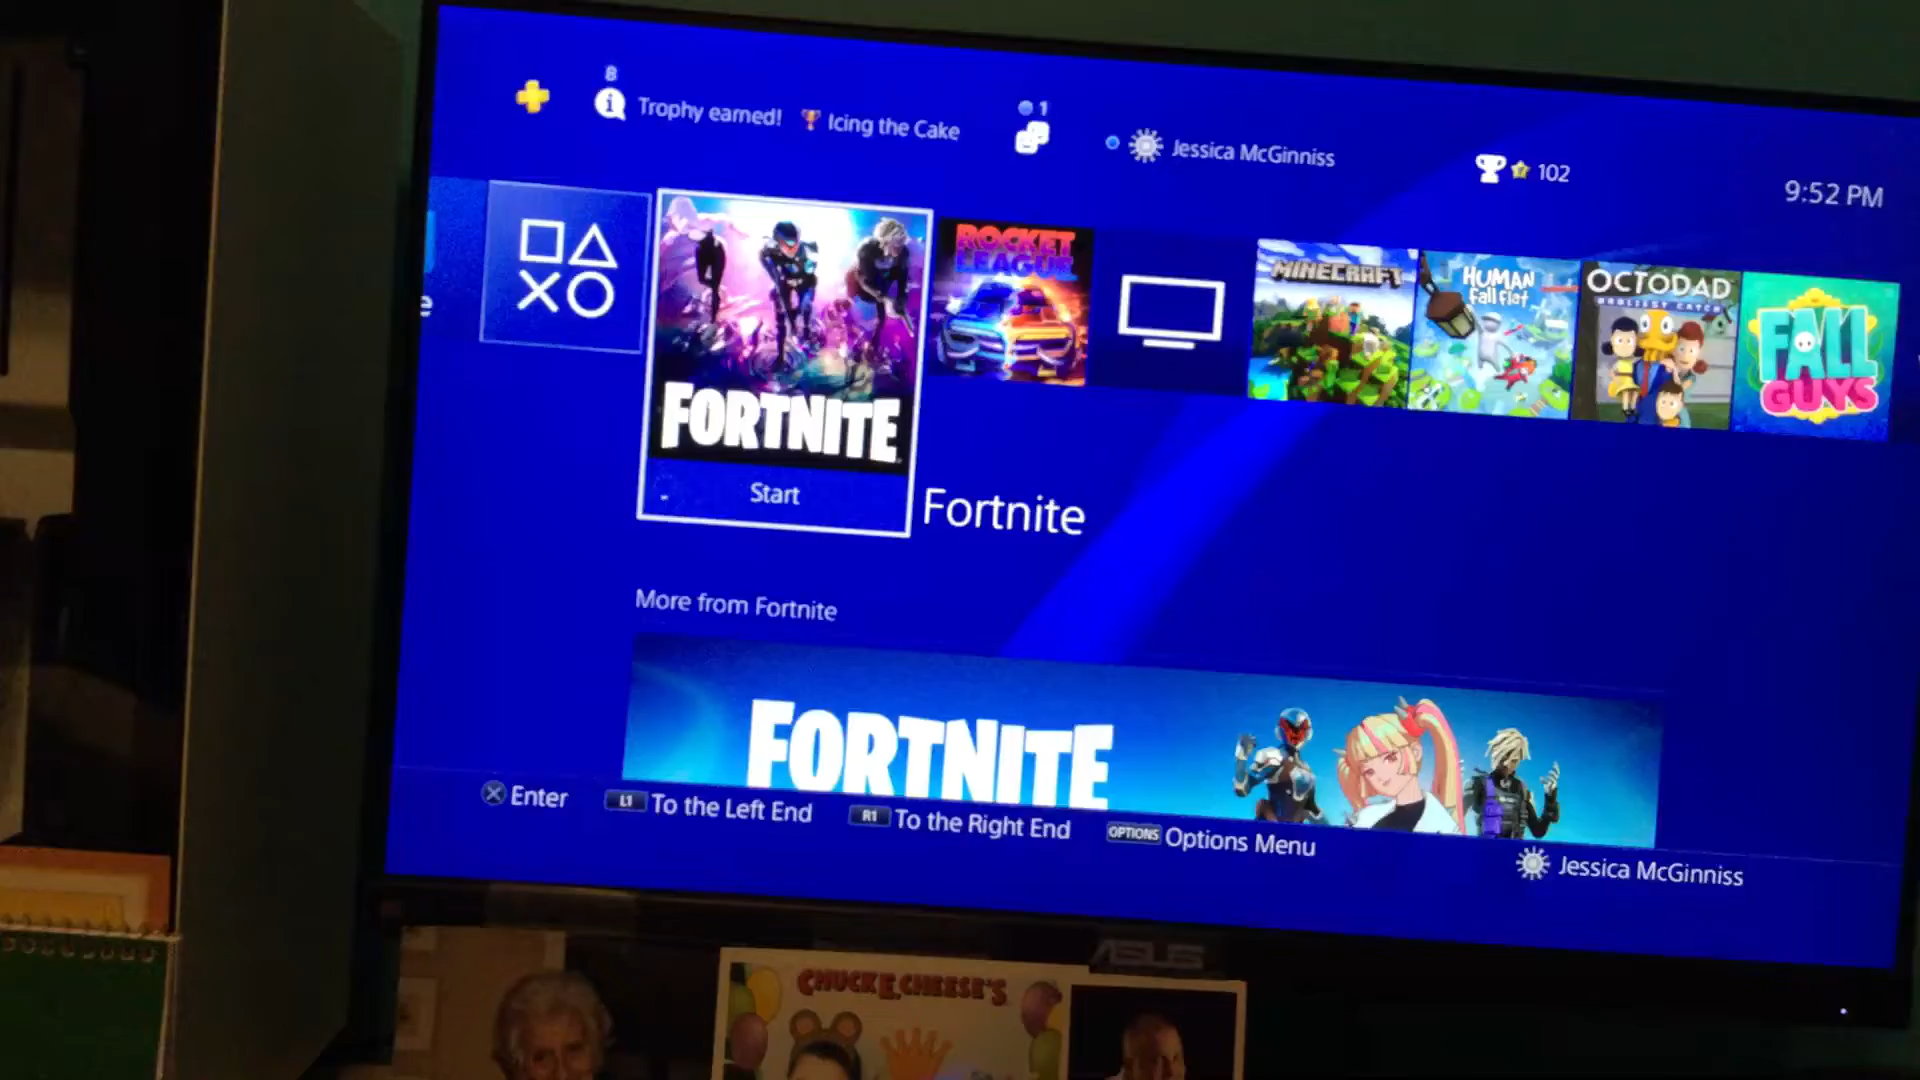 8
Trophy earned! Icing the Cake
1
Jessica McGinniss
102
9:52 PM
e
FORTNITE
Start
ROCKET
LEAGUE
MINECRAFT
HUMAN
Fall Flat
OCTODAD
DADLIEST CATCH
FALL
GUYS
Fortnite
More from Fortnite
FORTNITE
Enter
L1 To the Left End
R1 To the Right End
OPTIONS Options Menu
Jessica McGinniss
ASUS
CHUCK E. CHEESE'S